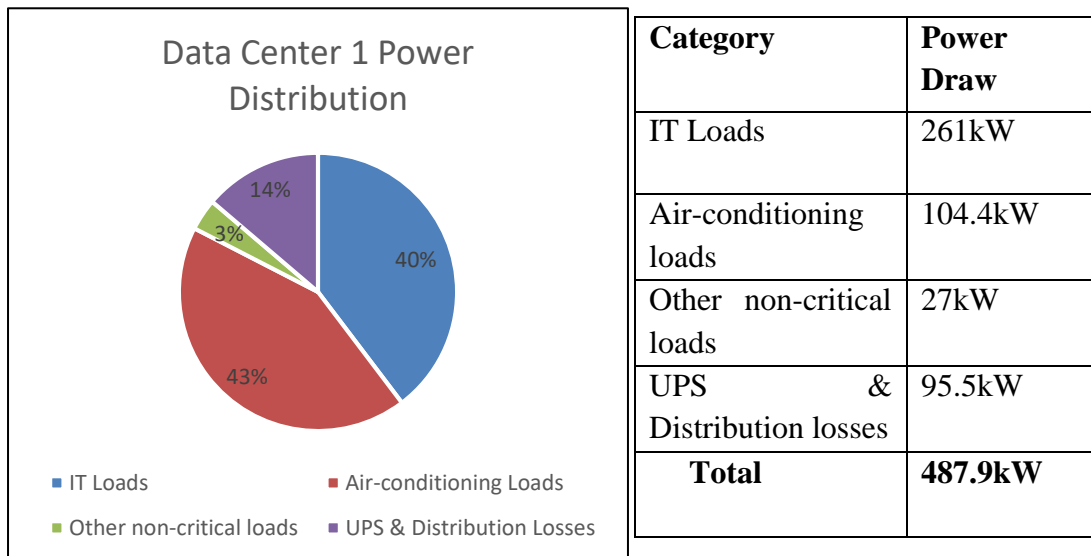 Data Center 1 Power
Distribution
14%
3%
40%
43%
IT Loads
Air-conditioning Loads
Other non-critical loads
UPS & Distribution Losses
Category
Power
Draw
IT Loads
261kW
Air-conditioning
loads
104.4kW
Other non-critical
loads
27kW
UPS &
Distribution losses
95.5kW
Total
487.9kW